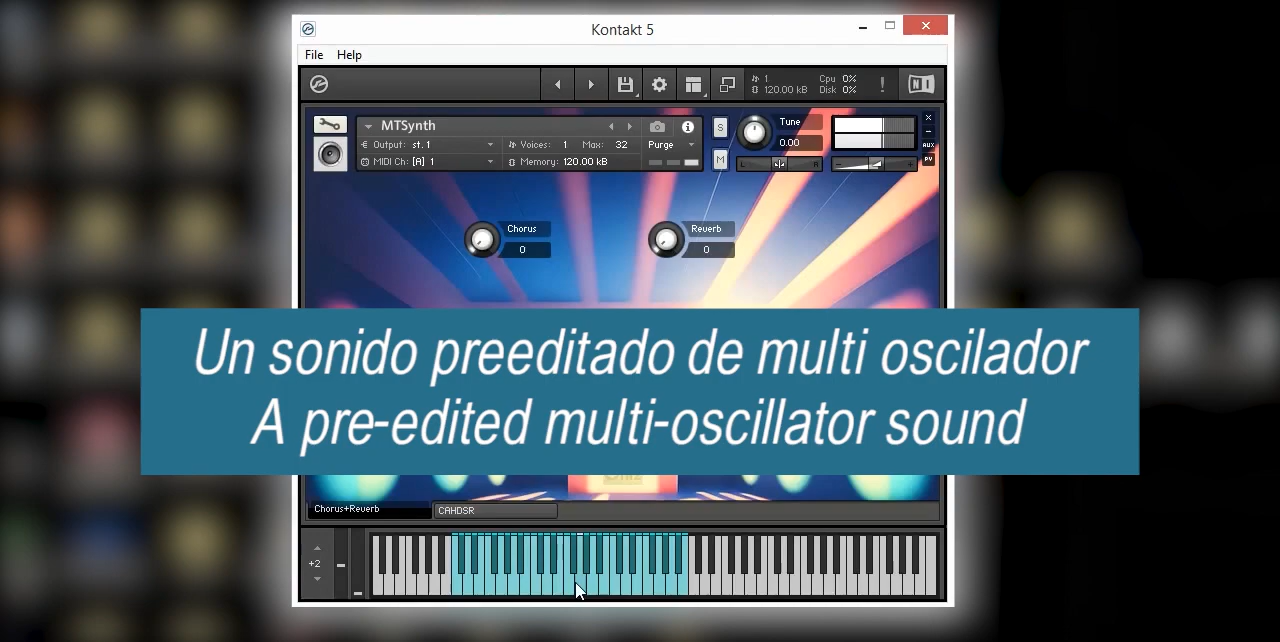 Kontakt 5
File Help
1 Cpu 0%
120.00 kB Disk 0% !
MTSynth
S Tune
Output: st. 1 Voices: 1 Max: 32 Purge 0.00
MIDI Ch: [A] 1 Memory: 120.00 kB M L R - +
AUX
PV
Chorus Reverb
0 0
Un sonido preeditado de multi oscilador
A pre-edited multi-oscillator sound
Chorus+Reverb CAHDSR
+2